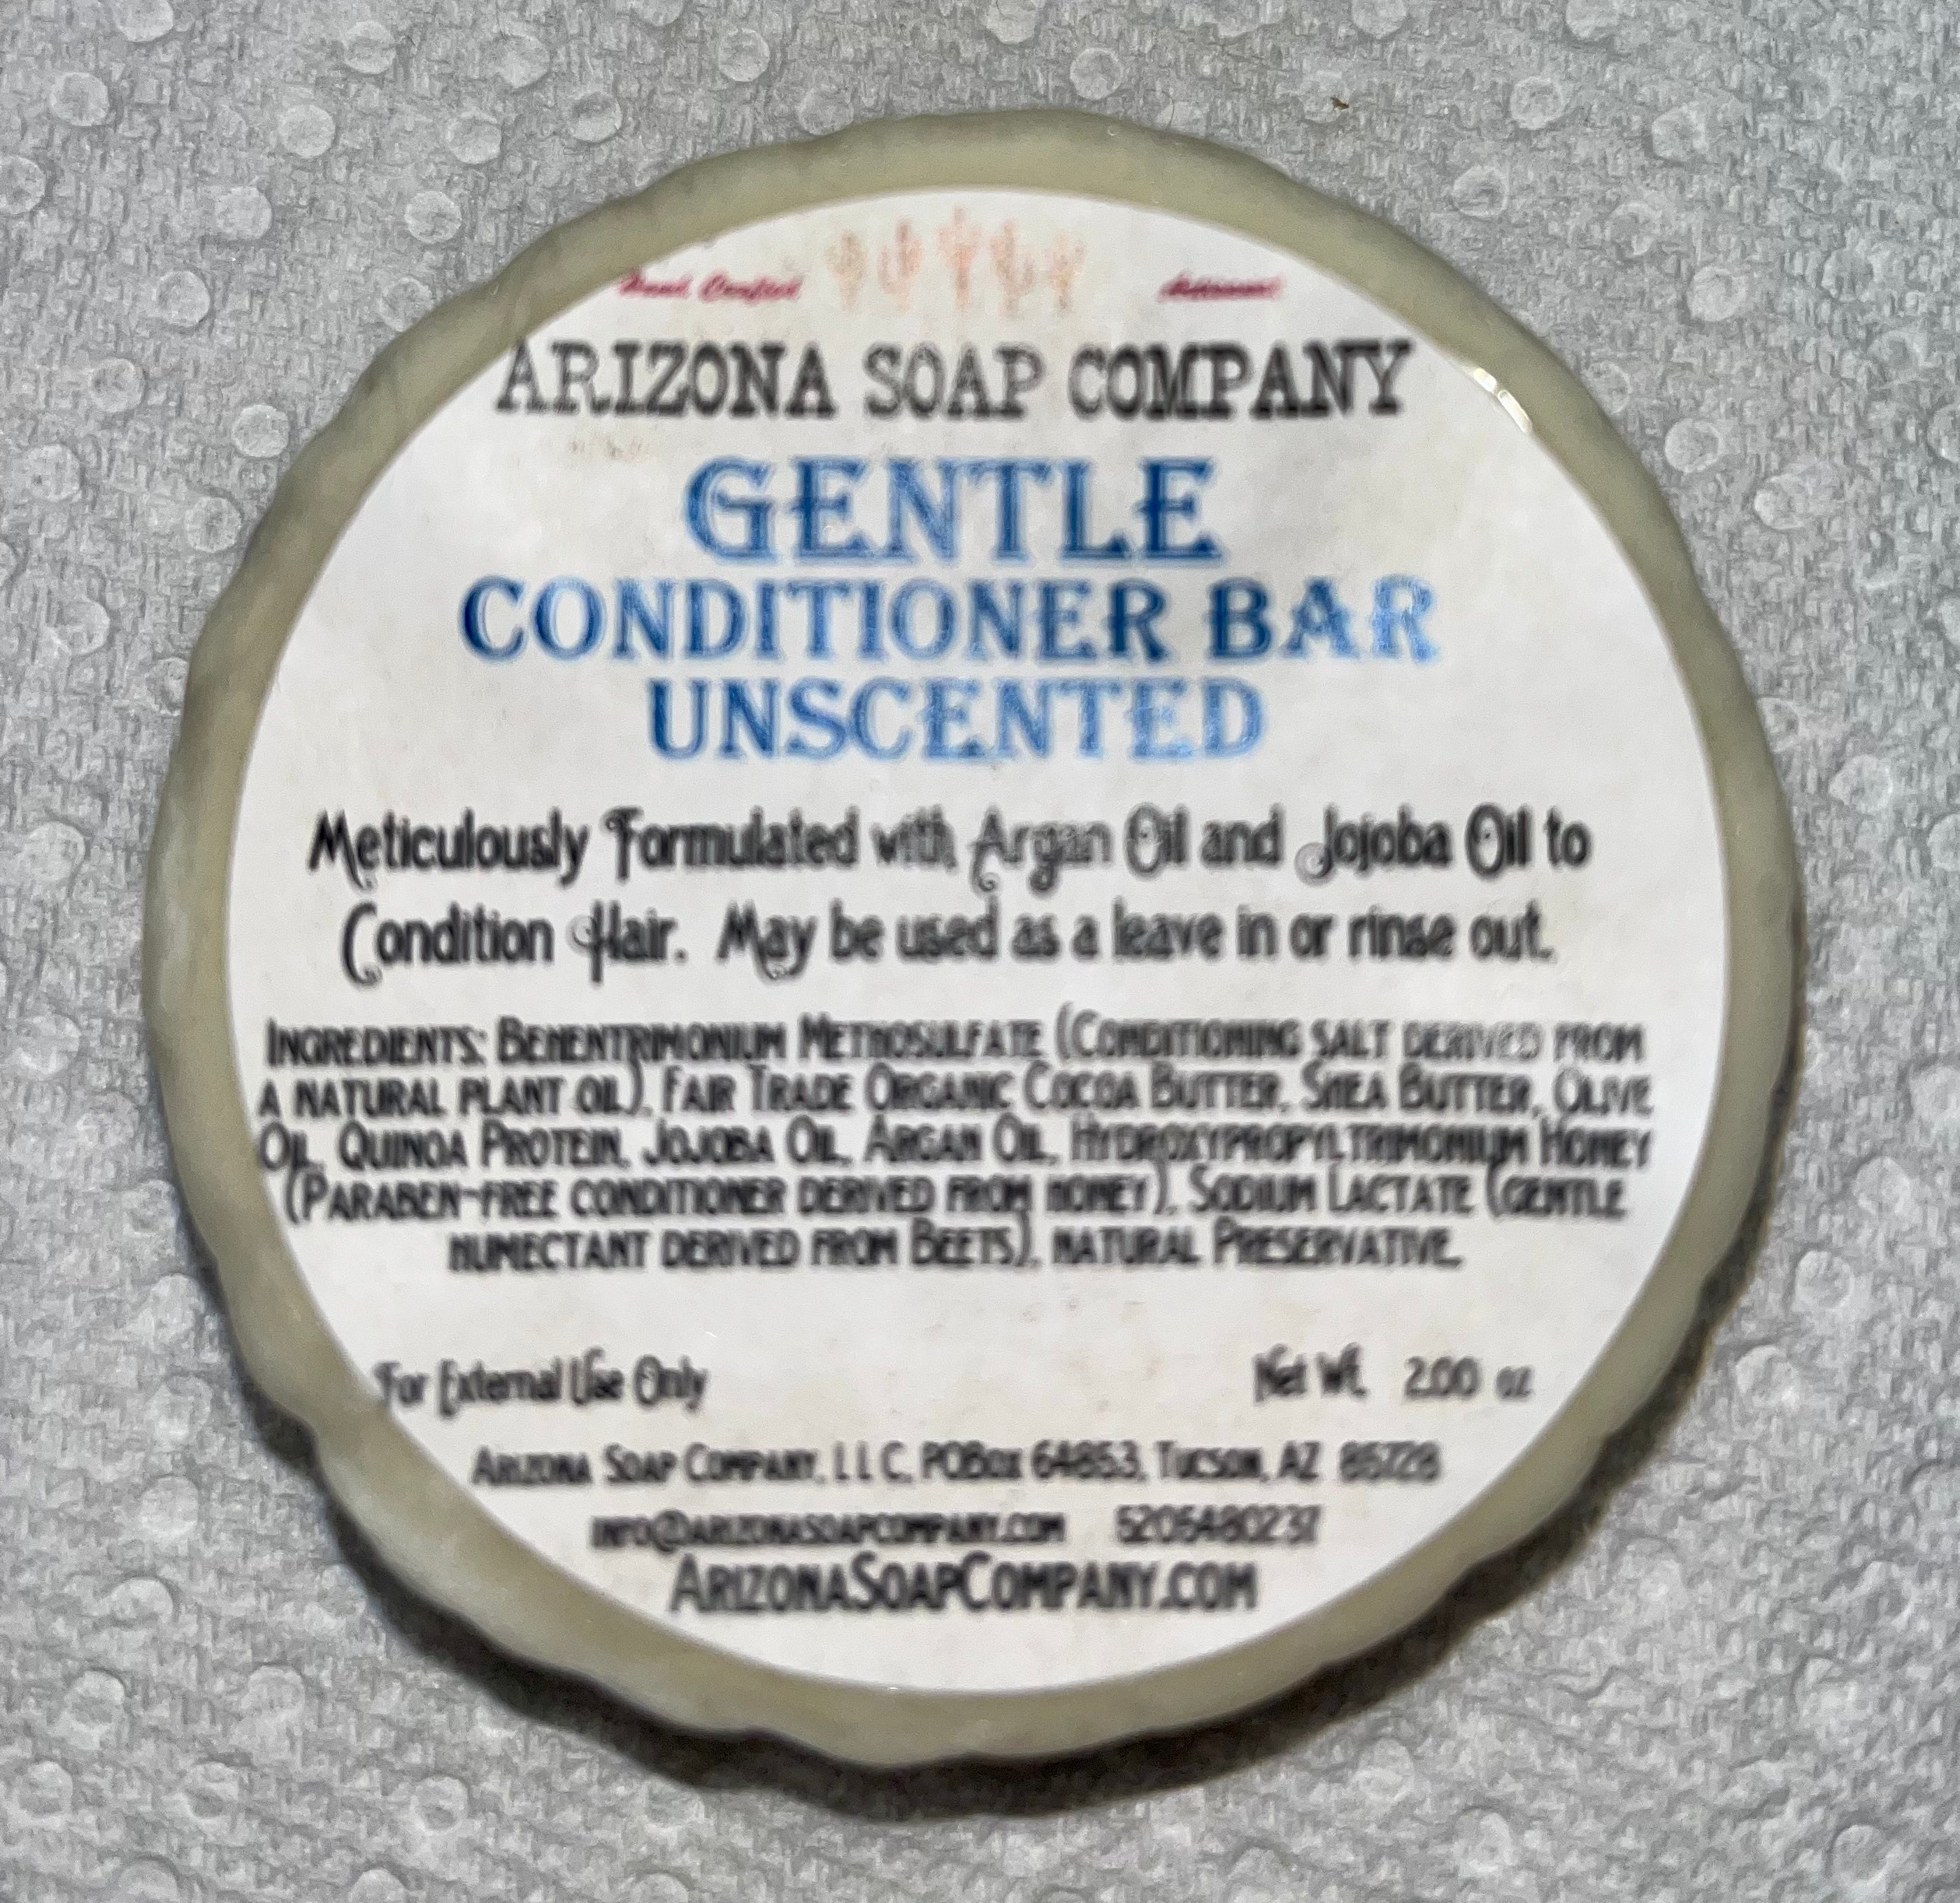 Hand Crafted Artisanal
ARIZONA SOAP COMPANY
GENTLE
CONDITIONER BAR
UNSCENTED
Meticulously Formulated with Argan Oil and Jojoba Oil to
Condition Hair. May be used as a leave in or rinse out.
INGREDIENTS: BEHENTRIMONIUM METHOSULFATE (CONDITIONING SALT DERIVED FROM
A NATURAL PLANT OIL), FAIR TRADE ORGANIC COCOA BUTTER, SHEA BUTTER, OLIVE
OIL, QUINOA PROTEIN, JOJOBA OIL, ARGAN OIL, HYDROXYPROPYLTRIMONIUM HONEY
(PARABEN-FREE CONDITIONER DERIVED FROM HONEY), SODIUM LACTATE (GENTLE
HUMECTANT DERIVED FROM BEETS), NATURAL PRESERVATIVE.
For External Use Only Net Wt. 2.00 oz
ARIZONA SOAP COMPANY, L L C, POBox 64853, TUCSON, AZ 85728
INFO@ARIZONASOAPCOMPANY.COM 5205480237
ARIZONASOAPCOMPANY.COM